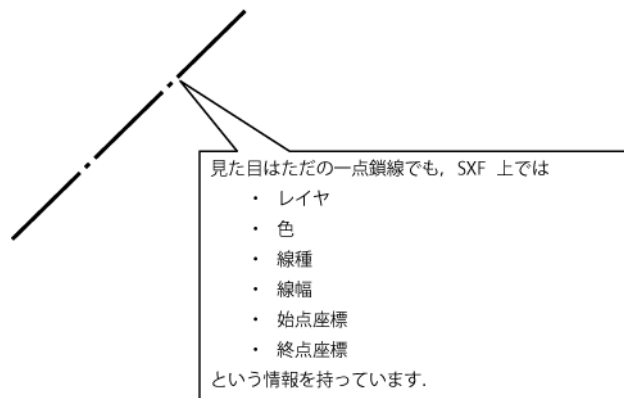 見た目はただの一点鎖線でも，SXF 上では
・ レイヤ
・ 色
・ 線種
・ 線幅
・ 始点座標
・ 終点座標
という情報を持っています．